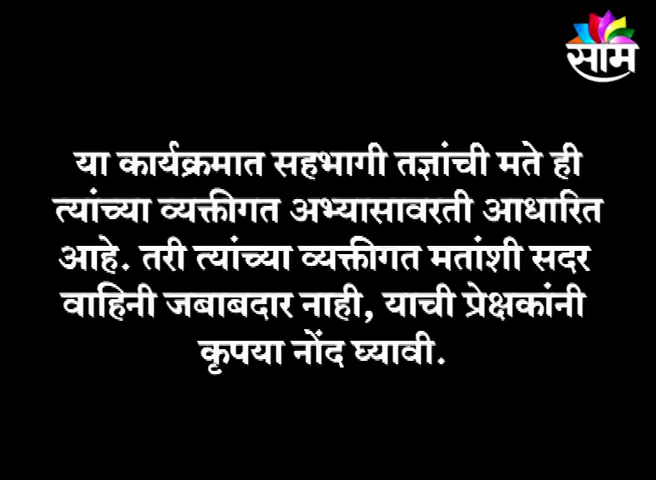 साम
या कार्यक्रमात सहभागी तज्ञांची मते ही
त्यांच्या व्यक्तीगत अभ्यासावरती आधारित
आहे. तरी त्यांच्या व्यक्तीगत मतांशी सदर
वाहिनी जबाबदार नाही, याची प्रेक्षकांनी
कृपया नोंद घ्यावी.